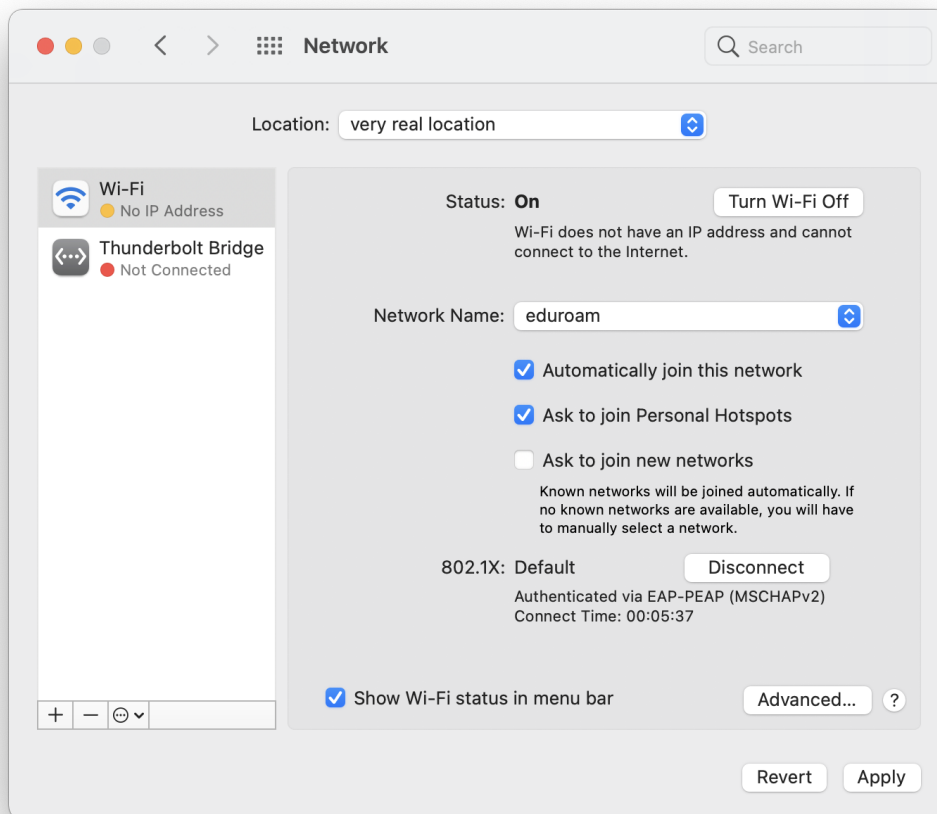 Network
Search
Location: very real location
Wi-Fi
No IP Address
Thunderbolt Bridge
Not Connected
Status: On
Turn Wi-Fi Off
Wi-Fi does not have an IP address and cannot
connect to the Internet.
Network Name: eduroam
Automatically join this network
Ask to join Personal Hotspots
Ask to join new networks
Known networks will be joined automatically. If
no known networks are available, you will have
to manually select a network.
802.1X: Default
Disconnect
Authenticated via EAP-PEAP (MSCHAPv2)
Connect Time: 00:05:37
Show Wi-Fi status in menu bar
Advanced...
?
Revert
Apply